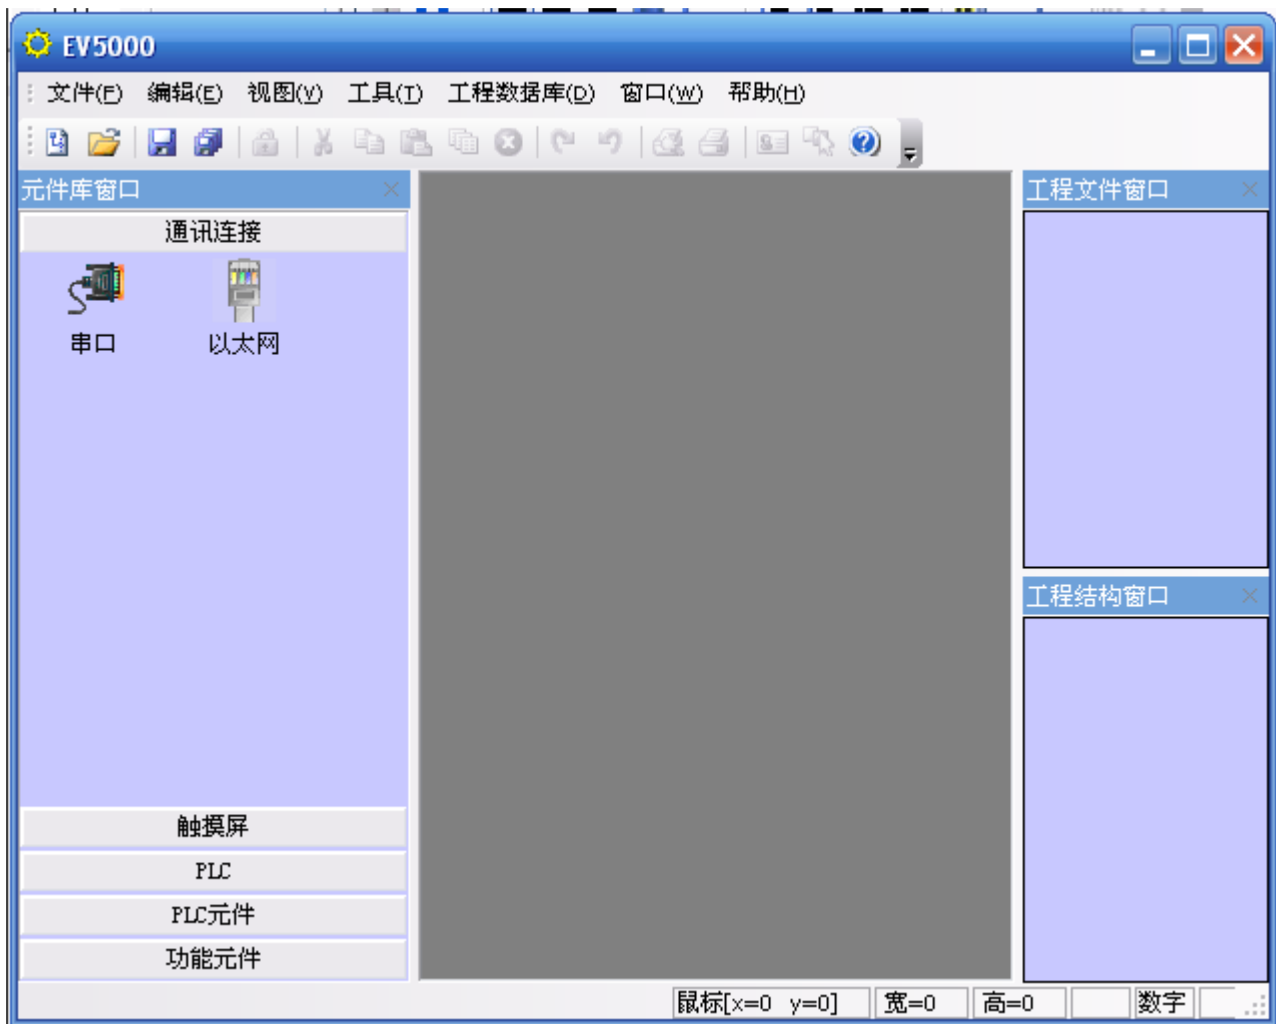 EV5000
文件(F) 编辑(E) 视图(V) 工具(T) 工程数据库(D) 窗口(W) 帮助(H)
元件库窗口
工程文件窗口
通讯连接
串口 以太网
工程结构窗口
触摸屏
PLC
PLC元件
功能元件
鼠标[x=0 y=0] 宽=0 高=0 数字